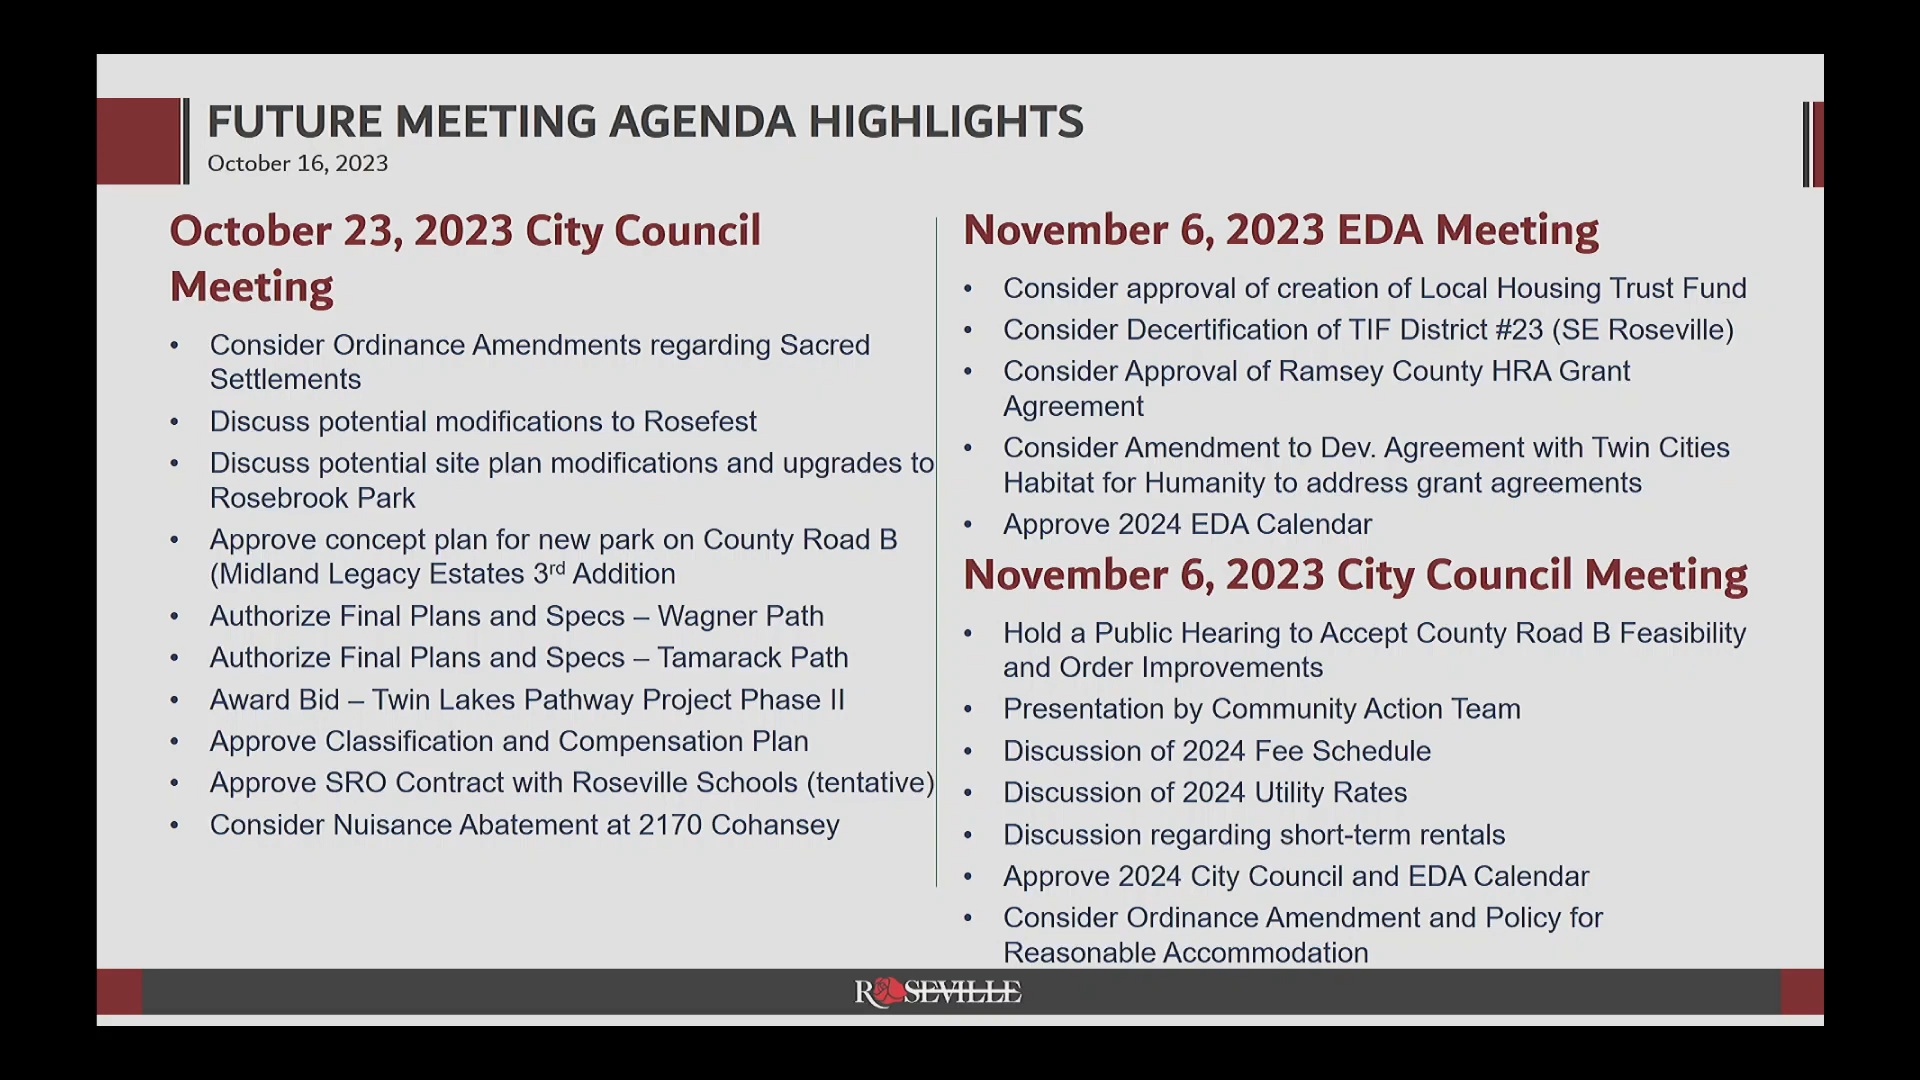 FUTURE MEETING AGENDA HIGHLIGHTS
October 16, 2023
October 23, 2023 City Council
Meeting
• Consider Ordinance Amendments regarding Sacred
Settlements
• Discuss potential modifications to Rosefest
• Discuss potential site plan modifications and upgrades to
Rosebrook Park
• Approve concept plan for new park on County Road B
(Midland Legacy Estates 3rd Addition
• Authorize Final Plans and Specs – Wagner Path
• Authorize Final Plans and Specs – Tamarack Path
• Award Bid – Twin Lakes Pathway Project Phase II
• Approve Classification and Compensation Plan
• Approve SRO Contract with Roseville Schools (tentative)
• Consider Nuisance Abatement at 2170 Cohansey
November 6, 2023 EDA Meeting
• Consider approval of creation of Local Housing Trust Fund
• Consider Decertification of TIF District #23 (SE Roseville)
• Consider Approval of Ramsey County HRA Grant
Agreement
• Consider Amendment to Dev. Agreement with Twin Cities
Habitat for Humanity to address grant agreements
• Approve 2024 EDA Calendar
November 6, 2023 City Council Meeting
• Hold a Public Hearing to Accept County Road B Feasibility
and Order Improvements
• Presentation by Community Action Team
• Discussion of 2024 Fee Schedule
• Discussion of 2024 Utility Rates
• Discussion regarding short-term rentals
• Approve 2024 City Council and EDA Calendar
• Consider Ordinance Amendment and Policy for
Reasonable Accommodation
ROSEVILLE